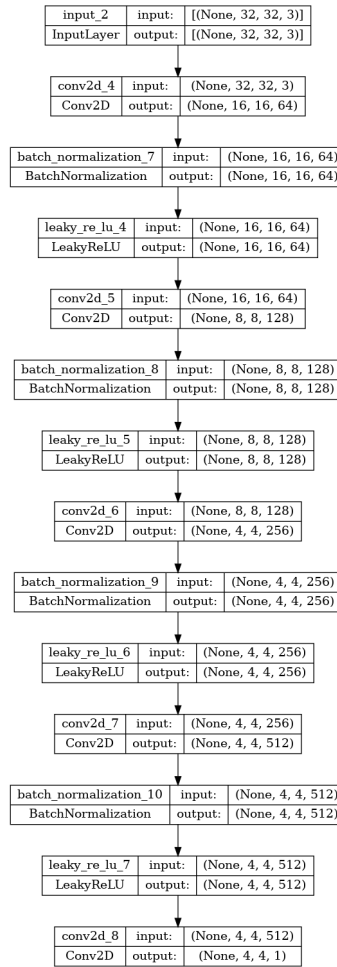 input_2 input: [(None, 32, 32, 3)]
InputLayer output: [(None, 32, 32, 3)]
conv2d_4 input: (None, 32, 32, 3)
Conv2D output: (None, 16, 16, 64)
batch_normalization_7 input: (None, 16, 16, 64)
BatchNormalization output: (None, 16, 16, 64)
leaky_re_lu_4 input: (None, 16, 16, 64)
LeakyReLU output: (None, 16, 16, 64)
conv2d_5 input: (None, 16, 16, 64)
Conv2D output: (None, 8, 8, 128)
batch_normalization_8 input: (None, 8, 8, 128)
BatchNormalization output: (None, 8, 8, 128)
leaky_re_lu_5 input: (None, 8, 8, 128)
LeakyReLU output: (None, 8, 8, 128)
conv2d_6 input: (None, 8, 8, 128)
Conv2D output: (None, 4, 4, 256)
batch_normalization_9 input: (None, 4, 4, 256)
BatchNormalization output: (None, 4, 4, 256)
leaky_re_lu_6 input: (None, 4, 4, 256)
LeakyReLU output: (None, 4, 4, 256)
conv2d_7 input: (None, 4, 4, 256)
Conv2D output: (None, 4, 4, 512)
batch_normalization_10 input: (None, 4, 4, 512)
BatchNormalization output: (None, 4, 4, 512)
leaky_re_lu_7 input: (None, 4, 4, 512)
LeakyReLU output: (None, 4, 4, 512)
conv2d_8 input: (None, 4, 4, 512)
Conv2D output: (None, 4, 4, 1)